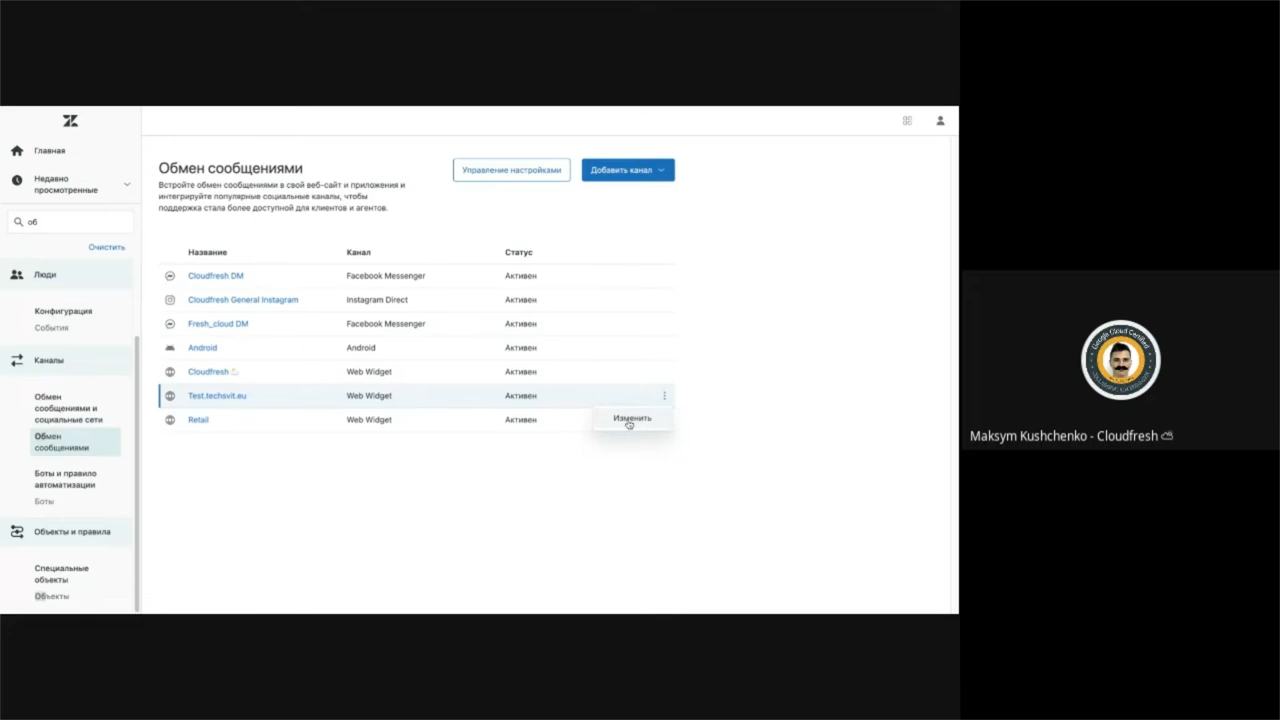 Главная
Недавно
просмотренные
об
Очистить
Люди
Конфигурация
События
Каналы
Обмен
сообщениями и
социальные сети
Обмен
сообщениями
Боты и правило
автоматизации
Боты
Объекты и правила
Специальные
объекты
Объекты
Обмен сообщениями
Встройте обмен сообщениями в свой веб-сайт и приложения и
интегрируйте популярные социальные каналы, чтобы
поддержка стала более доступной для клиентов и агентов.
Управление настройками
Добавить канал
Название Канал Статус
Cloudfresh DM Facebook Messenger Активен
Cloudfresh General Instagram Instagram Direct Активен
Fresh_cloud DM Facebook Messenger Активен
Android Android Активен
Cloudfresh Web Widget Активен
Test.techsvit.eu Web Widget Активен
Retail Web Widget Активен
Изменить
Google Cloud Certified
Maksym Kushchenko - Cloudfresh